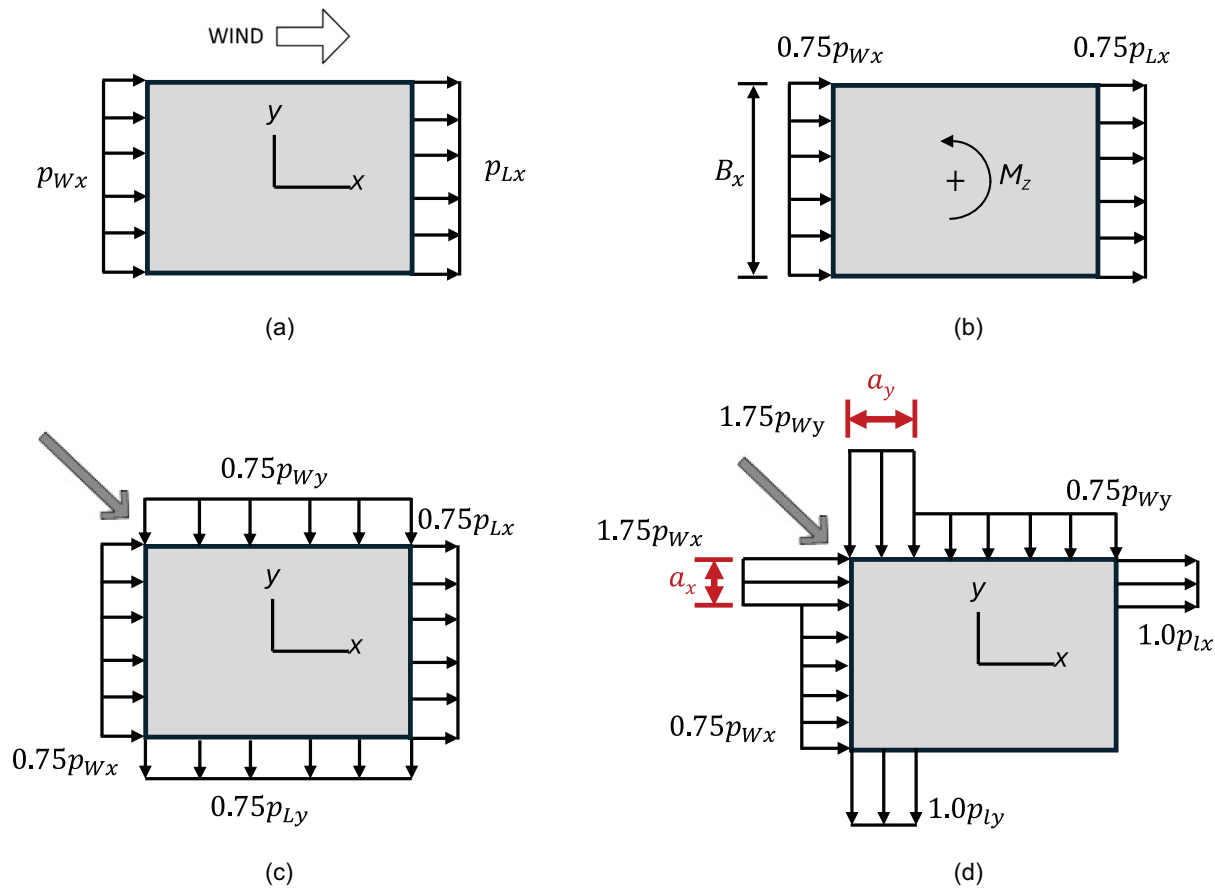 WIND
y
x
p_{Wx}
p_{Lx}
(a)
0.75p_{Wx}
0.75p_{Lx}
B_x
+
M_z
(b)
0.75p_{Wy}
0.75p_{Lx}
y
x
0.75p_{Wx}
0.75p_{Ly}
(c)
a_y
1.75p_{Wy}
0.75p_{Wy}
1.75p_{Wx}
a_x
y
x
1.0p_{lx}
0.75p_{Wx}
1.0p_{ly}
(d)